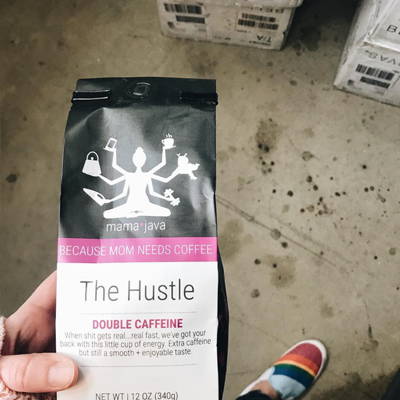 mama java
BECAUSE MOM NEEDS COFFEE
The Hustle
DOUBLE CAFFEINE
When shit gets real...real fast, we've got your
back with this little cup of energy. Extra caffeine
but still a smooth + enjoyable taste.
NET WT | 12 OZ (340g)